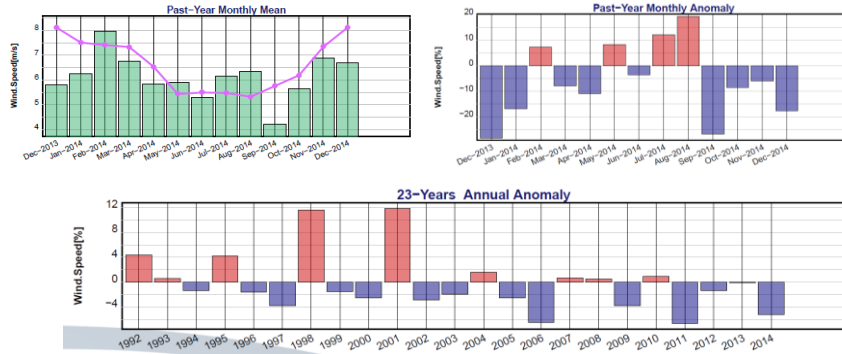 Past-Year Monthly Mean
Wind.Speed[m/s]
8
7
6
5
4
Dec-2013
Jan-2014
Feb-2014
Mar-2014
Apr-2014
May-2014
Jun-2014
Jul-2014
Aug-2014
Sep-2014
Oct-2014
Nov-2014
Dec-2014
Past-Year Monthly Anomaly
Wind.Speed[%]
20
10
0
-10
-20
Dec-2013
Jan-2014
Feb-2014
Mar-2014
Apr-2014
May-2014
Jun-2014
Jul-2014
Aug-2014
Sep-2014
Oct-2014
Nov-2014
Dec-2014
23-Years Annual Anomaly
Wind.Speed[%]
12
8
4
0
-4
1992
1993
1994
1995
1996
1997
1998
1999
2000
2001
2002
2003
2004
2005
2006
2007
2008
2009
2010
2011
2012
2013
2014